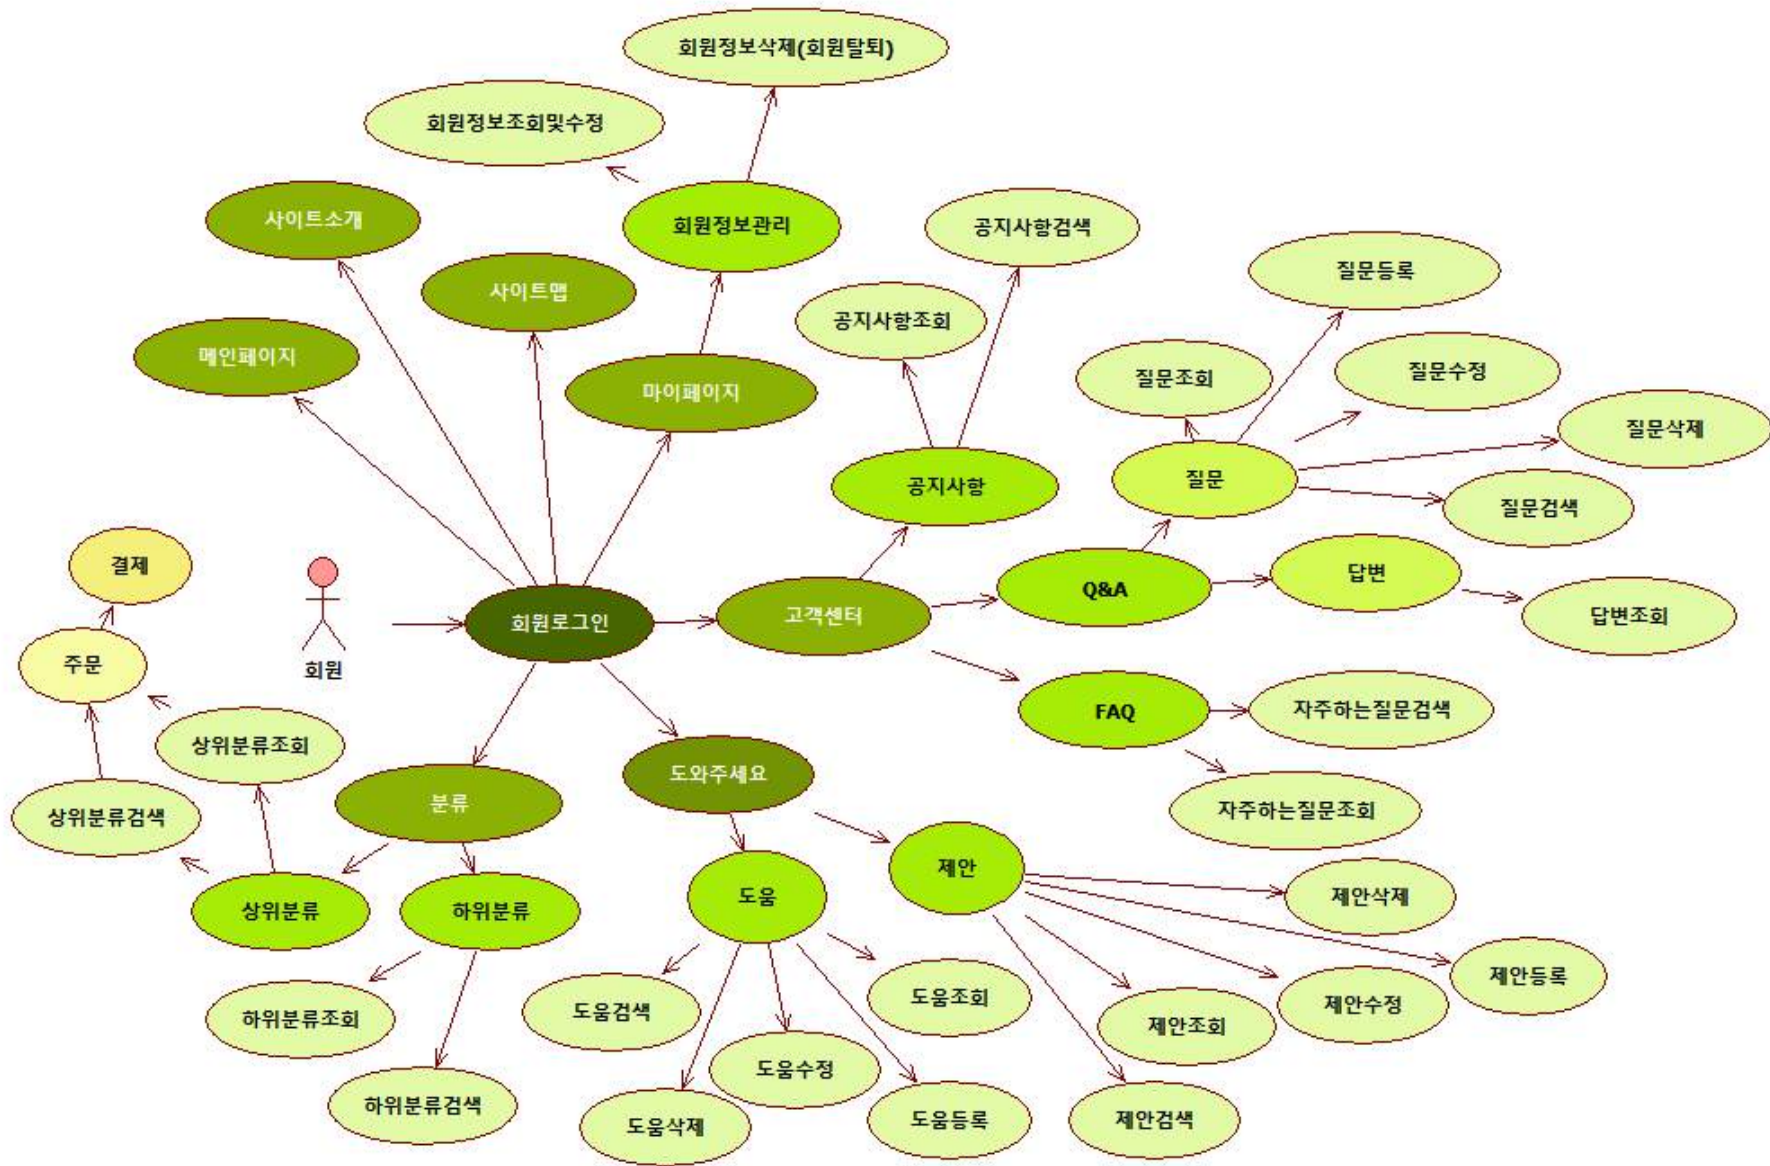 회원정보삭제(회원탈퇴)
회원정보조회및수정
사이트소개
회원정보관리
공지사항검색
질문등록
사이트맵
공지사항조회
메인페이지
마이페이지
질문조회
질문수정
질문삭제
공지사항
질문
질문검색
결제
Q&A
답변
회원로그인
고객센터
답변조회
주문
회원
FAQ
자주하는질문검색
상위분류조회
도와주세요
분류
상위분류검색
자주하는질문조회
제안
도움
제안삭제
상위분류
하위분류
제안등록
도움조회
제안수정
도움검색
하위분류조회
제안조회
도움수정
하위분류검색
도움삭제
도움등록
제안검색